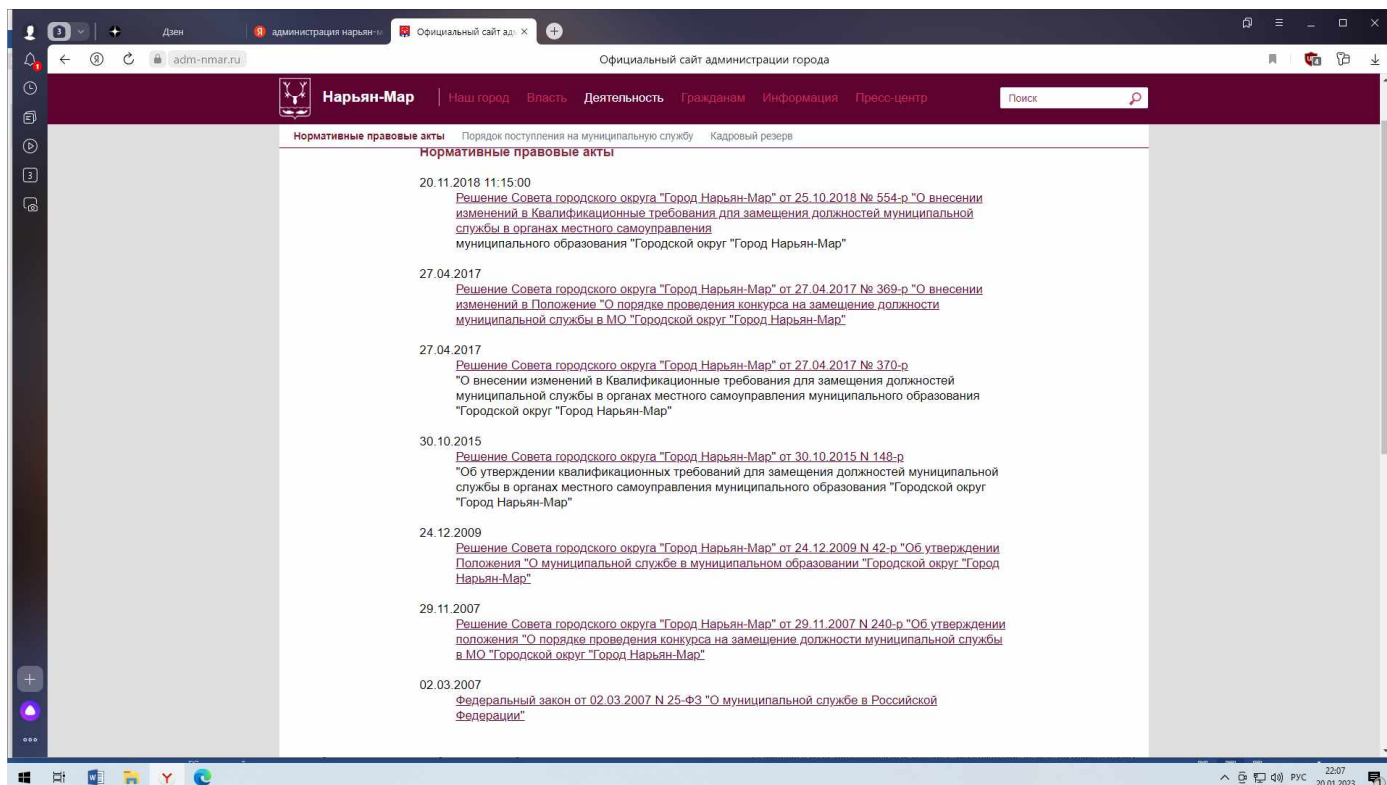 3
Дзен
администрация нарьян-м
Официальный сайт ад
adm-nmar.ru
Официальный сайт администрации города
Нарьян-Мар
Наш город Власть Деятельность Гражданам Информация Пресс-центр
Поиск
Нормативные правовые акты Порядок поступления на муниципальную службу Кадровый резерв
Нормативные правовые акты
20.11.2018 11:15:00
Решение Совета городского округа "Город Нарьян-Мар" от 25.10.2018 № 554-р "О внесении
изменений в Квалификационные требования для замещения должностей муниципальной
службы в органах местного самоуправления
муниципального образования "Городской округ "Город Нарьян-Мар"
27.04.2017
Решение Совета городского округа "Город Нарьян-Мар" от 27.04.2017 № 369-р "О внесении
изменений в Положение "О порядке проведения конкурса на замещение должности
муниципальной службы в МО "Городской округ "Город Нарьян-Мар"
27.04.2017
Решение Совета городского округа "Город Нарьян-Мар" от 27.04.2017 № 370-р
"О внесении изменений в Квалификационные требования для замещения должностей
муниципальной службы в органах местного самоуправления муниципального образования
"Городской округ "Город Нарьян-Мар"
30.10.2015
Решение Совета городского округа "Город Нарьян-Мар" от 30.10.2015 N 148-р
"Об утверждении квалификационных требований для замещения должностей муниципальной
службы в органах местного самоуправления муниципального образования "Городской округ
"Город Нарьян-Мар"
24.12.2009
Решение Совета городского округа "Город Нарьян-Мар" от 24.12.2009 N 42-р "Об утверждении
Положения "О муниципальной службе в муниципальном образовании "Городской округ "Город
Нарьян-Мар"
29.11.2007
Решение Совета городского округа "Город Нарьян-Мар" от 29.11.2007 N 240-р "Об утверждении
положения "О порядке проведения конкурса на замещение должности муниципальной службы
в МО "Городской округ "Город Нарьян-Мар"
02.03.2007
Федеральный закон от 02.03.2007 N 25-ФЗ "О муниципальной службе в Российской
Федерации"
3
РУС
22:07
20.01.2023